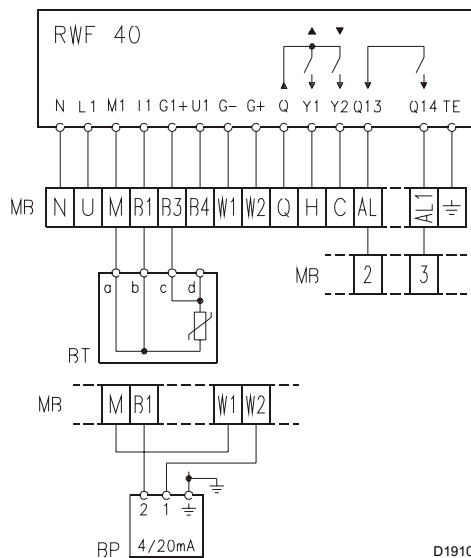 RWF 40
N L1 M1 I1 G1+ U1 G- G+ Q Y1 Y2 Q13 Q14 TE
MB N U M B1 B3 B4 W1 W2 Q H C AL AL1
MB 2 3
a b c d
BT
MB M B1 W1 W2
2 1
BP 4/20mA
D1910